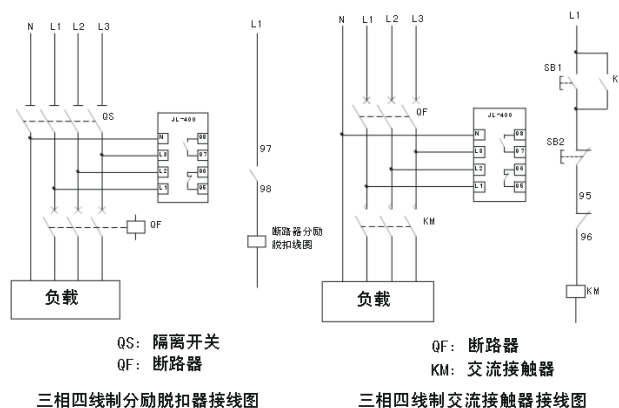 N L1 L2 L3
QS
JL-400
N 98
L3 97
L2
L1 95
QF
负载
QS: 隔离开关
QF: 断路器
三相四线制分励脱扣器接线图
L1
97
98
断路器分励
脱扣线圈
N L1 L2 L3
QF
JL-400
N
L3 97
L2
L1 95
KM
负载
QF: 断路器
KM: 交流接触器
三相四线制交流接触器接线图
L1
SB1
K
SB2
95
96
KM